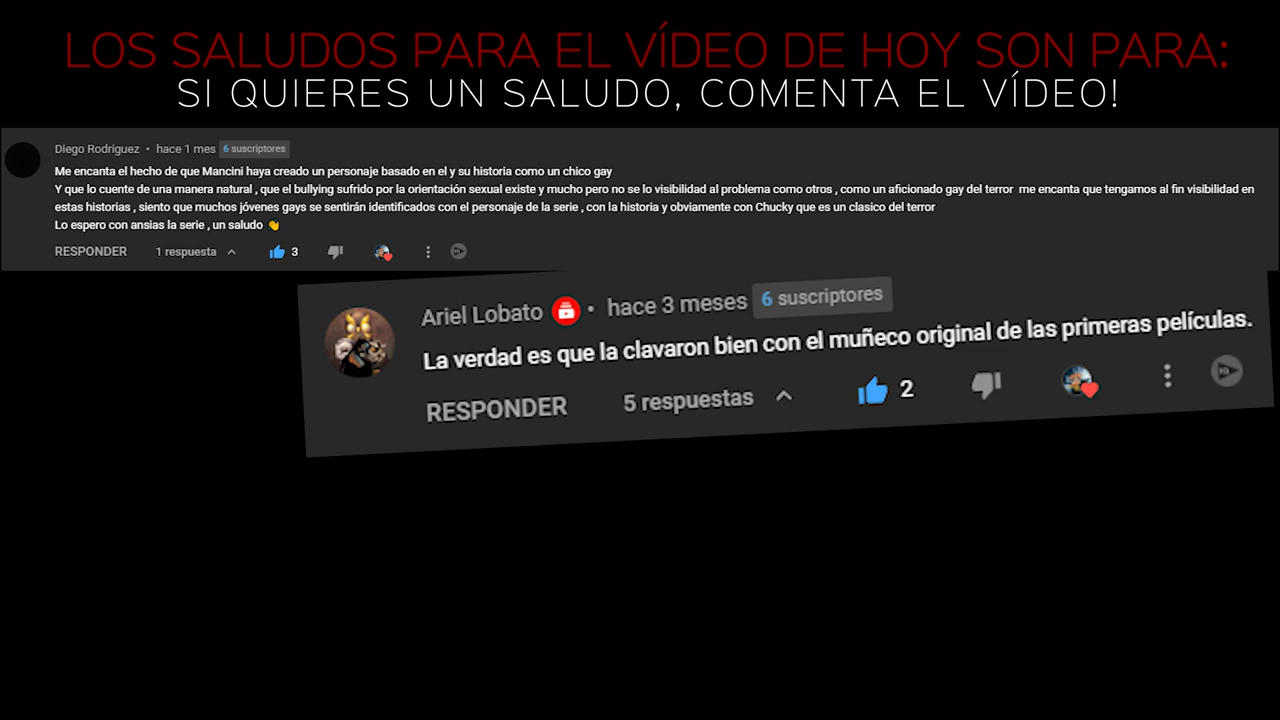 LOS SALUDOS PARA EL VÍDEO DE HOY SON PARA:
SI QUIERES UN SALUDO, COMENTA EL VÍDEO!
Diego Rodriguez • hace 1 mes 6 suscriptores
Me encanta el hecho de que Mancini haya creado un personaje basado en el y su historia como un chico gay
Y que lo cuente de una manera natural , que el bullying sufrido por la orientación sexual existe y mucho pero no se lo visibilidad al problema como otros , como un aficionado gay del terror me encanta que tengamos al fin visibilidad en
estas historias , siento que muchos jóvenes gays se sentirán identificados con el personaje de la serie , con la historia y obviamente con Chucky que es un clasico del terror
Lo espero con ansias la serie , un saludo 👏
RESPONDER 1 respuesta 3
Ariel Lobato • hace 3 meses 6 suscriptores
La verdad es que la clavaron bien con el muñeco original de las primeras películas.
RESPONDER 5 respuestas 2